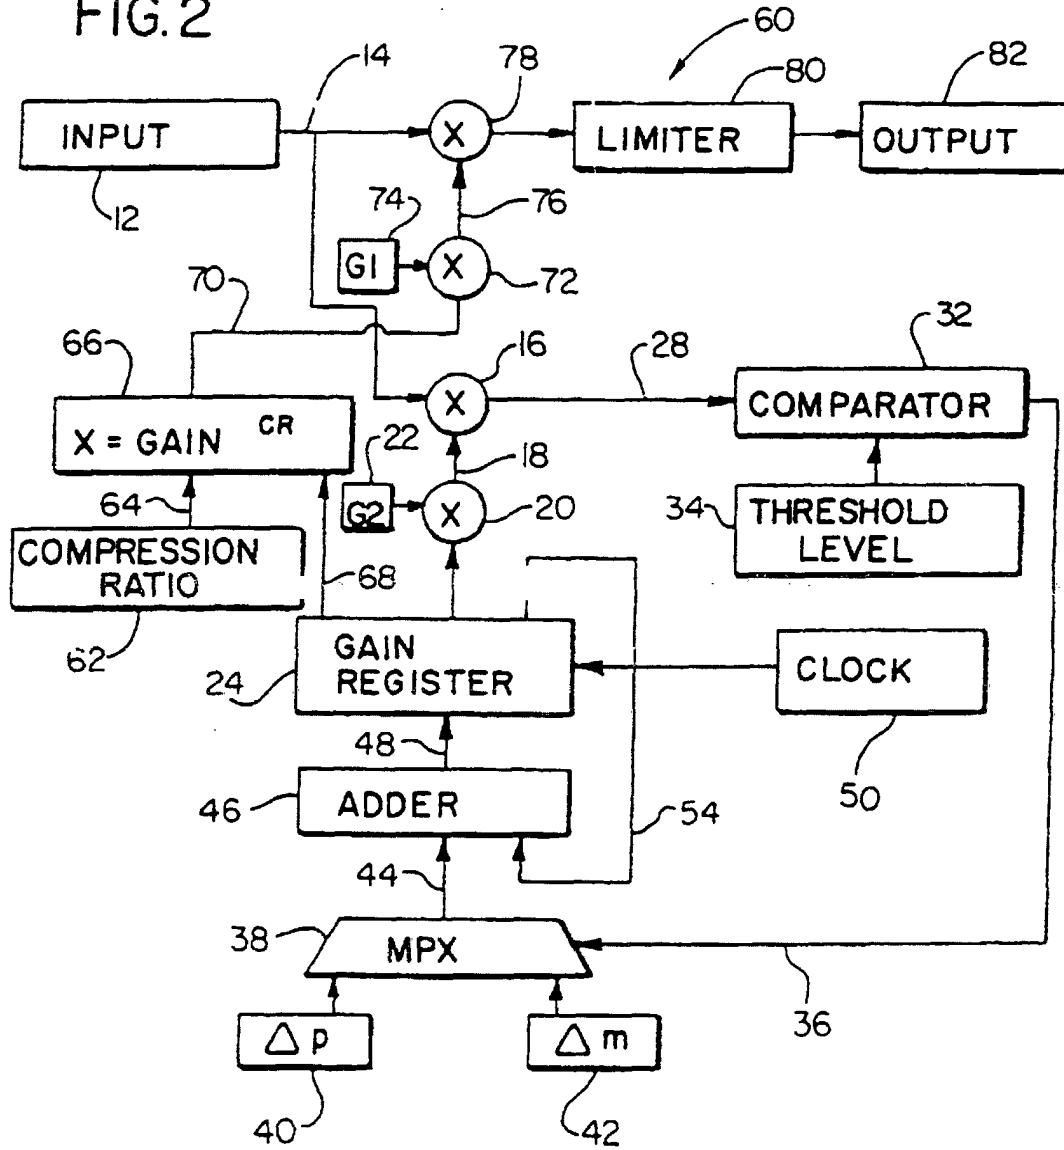 FIG. 2
60
14
78
80
82
INPUT
X
LIMITER
OUTPUT
12
74
76
G1
X
72
70
66
16
28
32
X = GAIN CR
X
COMPARATOR
22
18
64
G2
X
20
34
THRESHOLD
LEVEL
COMPRESSION
RATIO
68
62
24
GAIN
REGISTER
CLOCK
48
50
46
ADDER
54
44
38
MPX
36
Δ p
Δ m
40
42